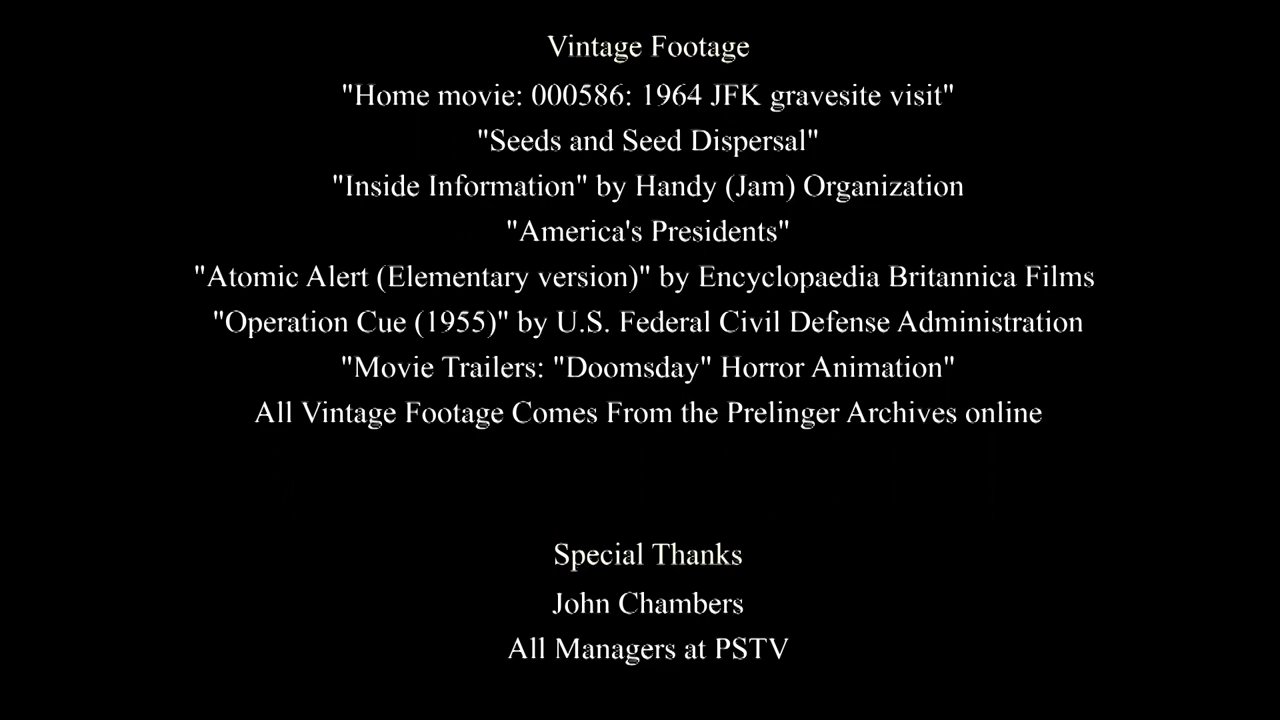 Vintage Footage
"Home movie: 000586: 1964 JFK gravesite visit"
"Seeds and Seed Dispersal"
"Inside Information" by Handy (Jam) Organization
"America's Presidents"
"Atomic Alert (Elementary version)" by Encyclopaedia Britannica Films
"Operation Cue (1955)" by U.S. Federal Civil Defense Administration
"Movie Trailers: "Doomsday" Horror Animation"
All Vintage Footage Comes From the Prelinger Archives online
Special Thanks
John Chambers
All Managers at PSTV